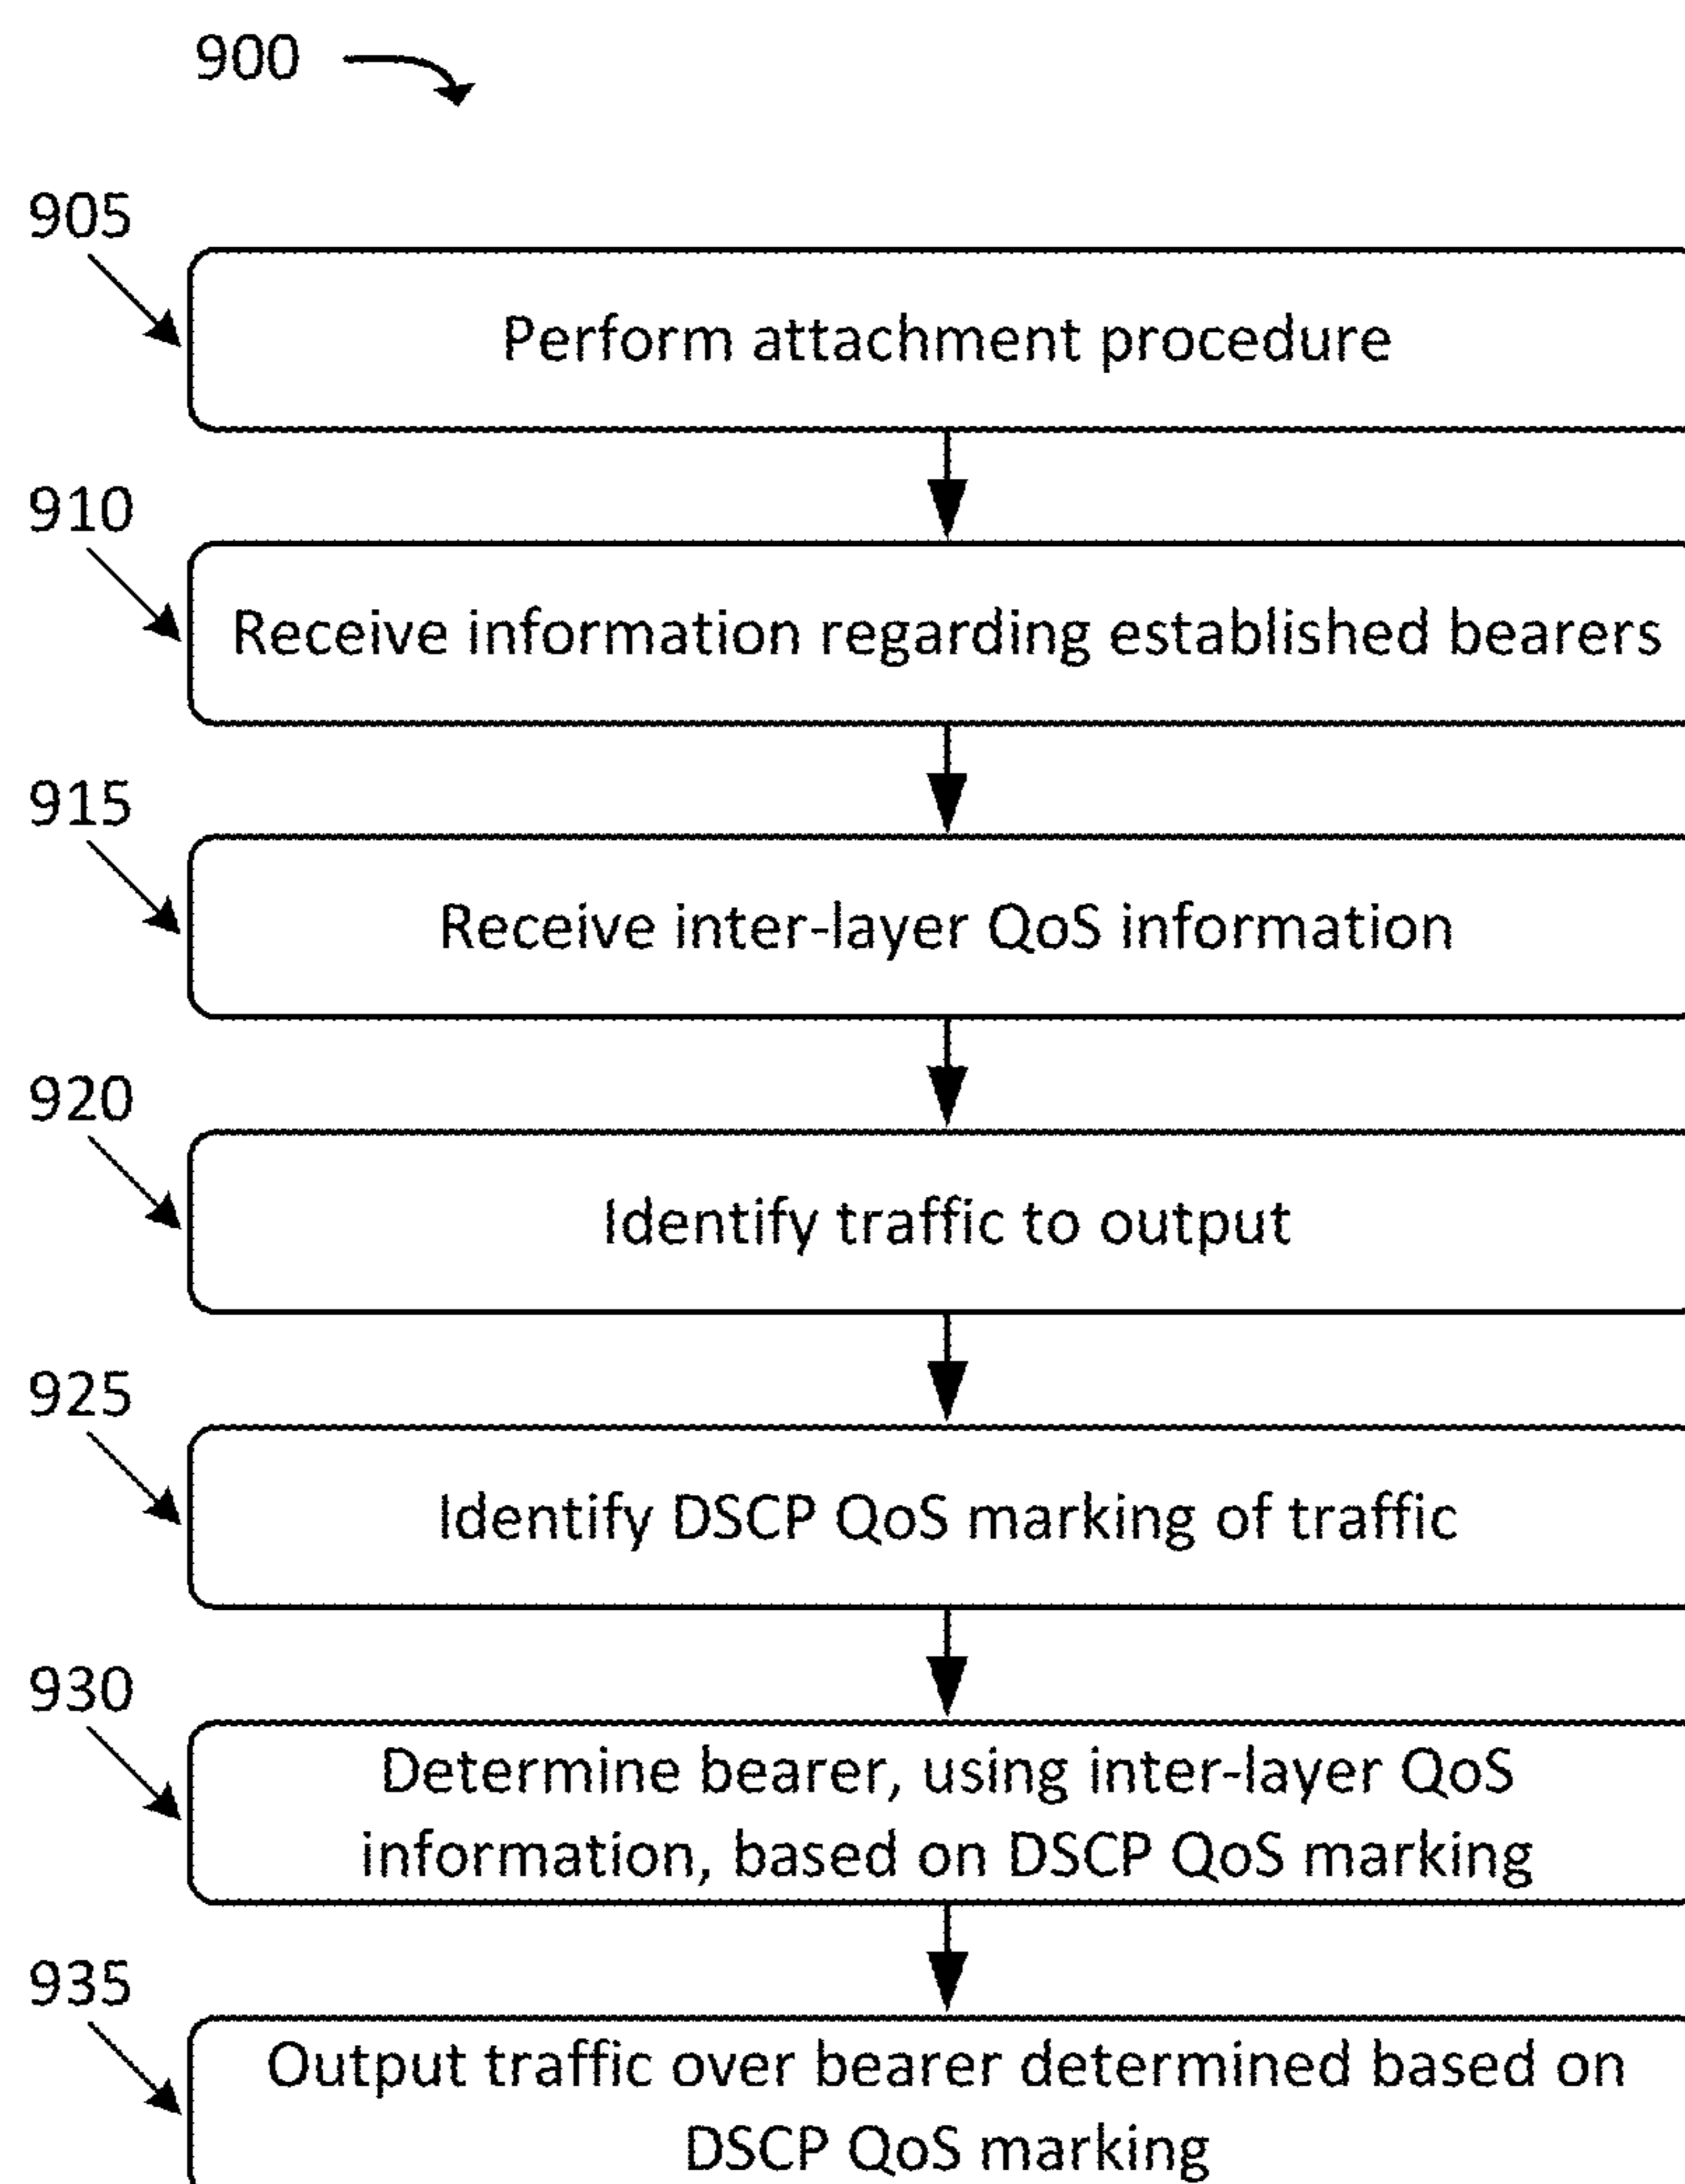 900
905
Perform attachment procedure
910
Receive information regarding established bearers
915
Receive inter-layer QoS information
920
Identify traffic to output
925
Identify DSCP QoS marking of traffic
930
Determine bearer, using inter-layer QoS
information, based on DSCP QoS marking
935
Output traffic over bearer determined based on
DSCP QoS marking